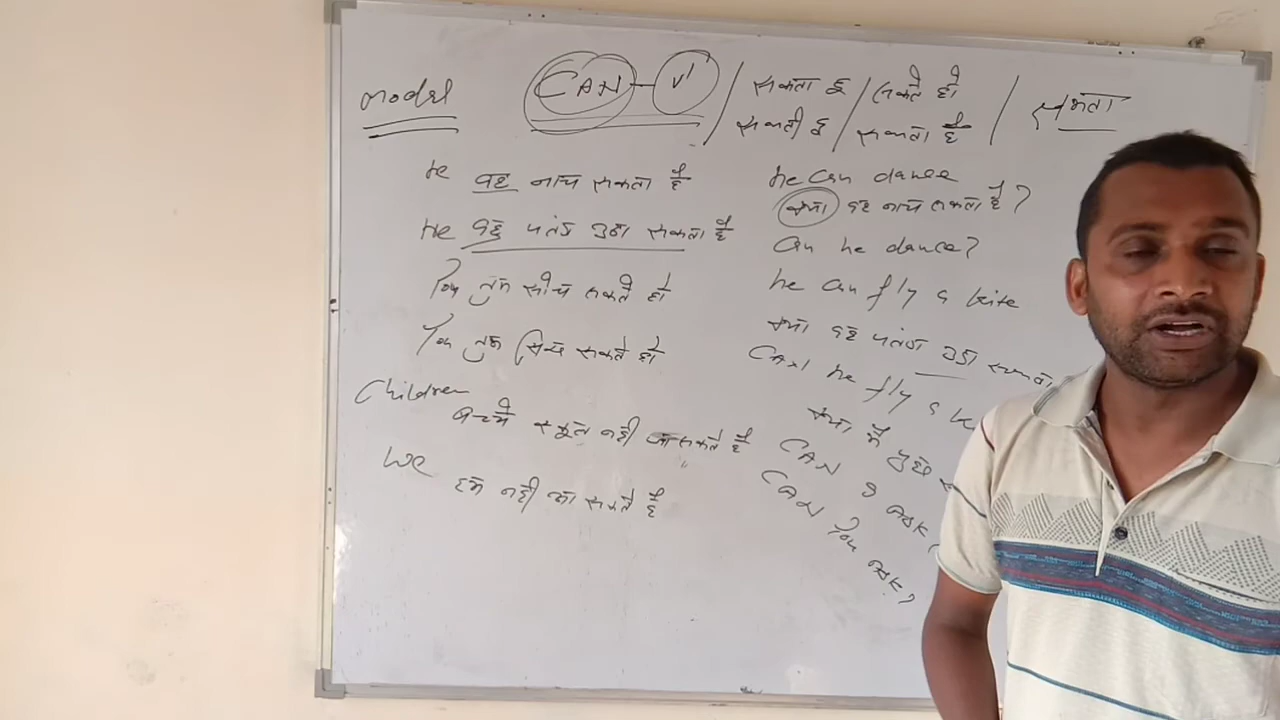 model CAN - V¹ / सकता हूँ / सकते हो / क्षमता
सकती हूँ / सकता है
He वह नाच सकता है
He वह पतंग उड़ा सकता है
You तुम सोच सकते हो
You तुम सकते हो
Children
बच्चे स्कूल नहीं जा सकते है
We
हम नहीं जा सकते है
he can dance
क्या वह नाच सकता है?
Can he dance?
he can fly a kite
क्या वह पतंग उड़ा सकता
CAN he fly a
क्या मैं पूछ
CAN I ask?
CAN You ask?